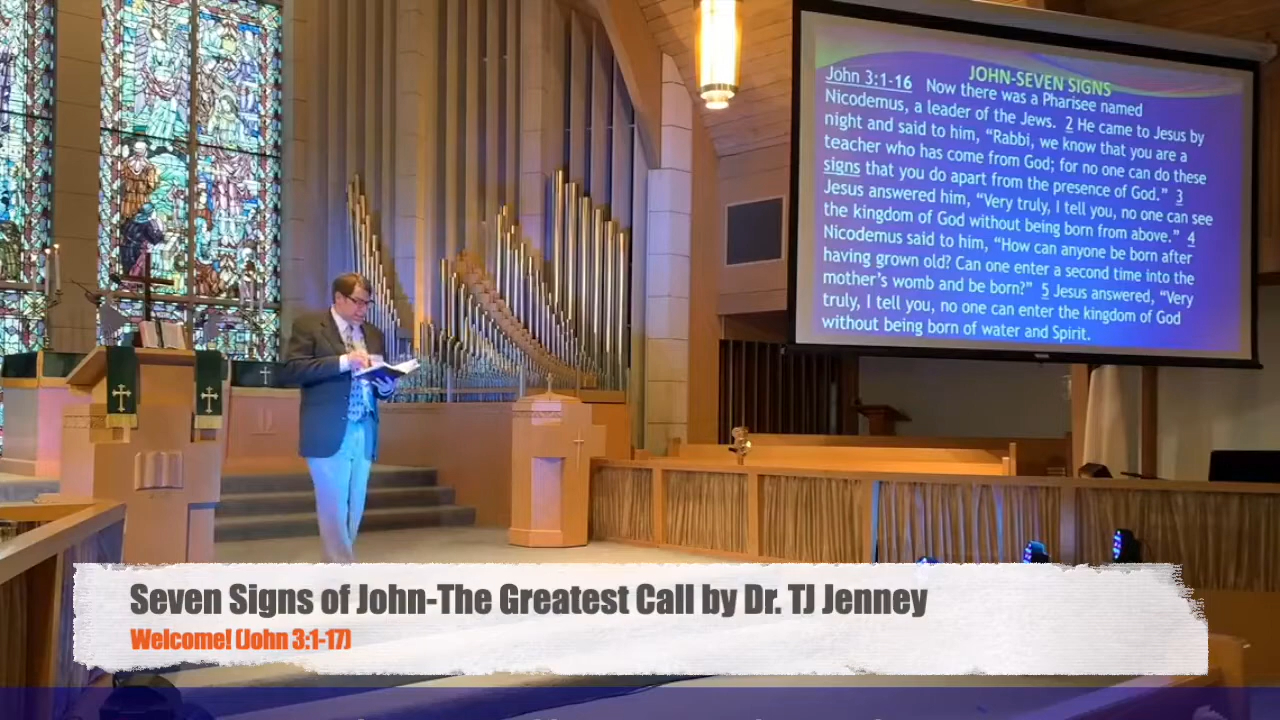 JOHN-SEVEN SIGNS
John 3:1-16 Now there was a Pharisee named
Nicodemus, a leader of the Jews. 2 He came to Jesus by
night and said to him, “Rabbi, we know that you are a
teacher who has come from God; for no one can do these
signs that you do apart from the presence of God.” 3
Jesus answered him, “Very truly, I tell you, no one can see
the kingdom of God without being born from above.” 4
Nicodemus said to him, “How can anyone be born after
having grown old? Can one enter a second time into the
mother’s womb and be born?” 5 Jesus answered, “Very
truly, I tell you, no one can enter the kingdom of God
without being born of water and Spirit.
Seven Signs of John-The Greatest Call by Dr. TJ Jenney
Welcome! (John 3:1-17)